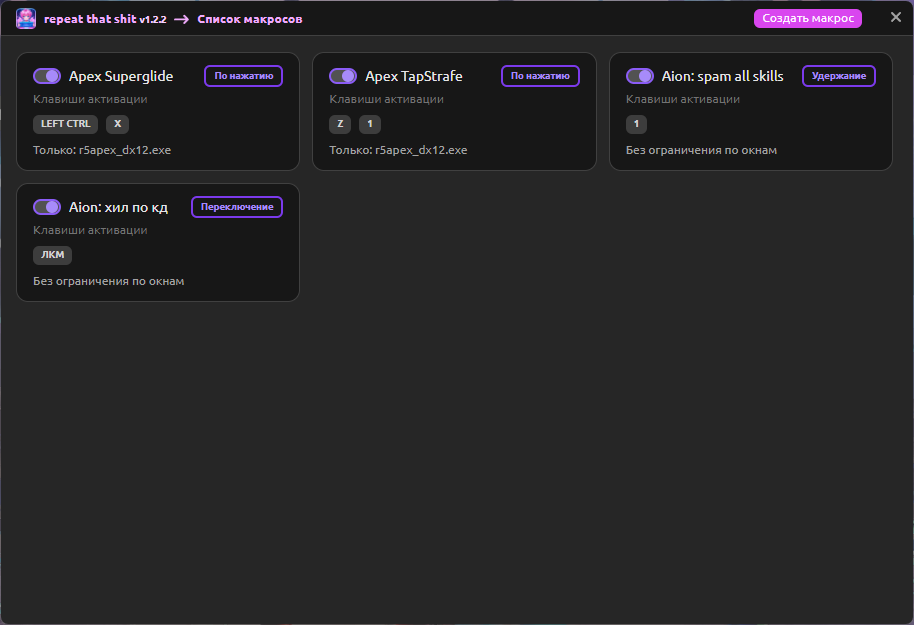 repeat that shit v1.2.2 → Список макросов
Создать макрос
Apex Superglide
По нажатию
Клавиши активации
LEFT CTRL X
Только: r5apex_dx12.exe
Apex TapStrafe
По нажатию
Клавиши активации
Z 1
Только: r5apex_dx12.exe
Aion: spam all skills
Удержание
Клавиши активации
1
Без ограничения по окнам
Aion: хил по кд
Переключение
Клавиши активации
ЛКМ
Без ограничения по окнам